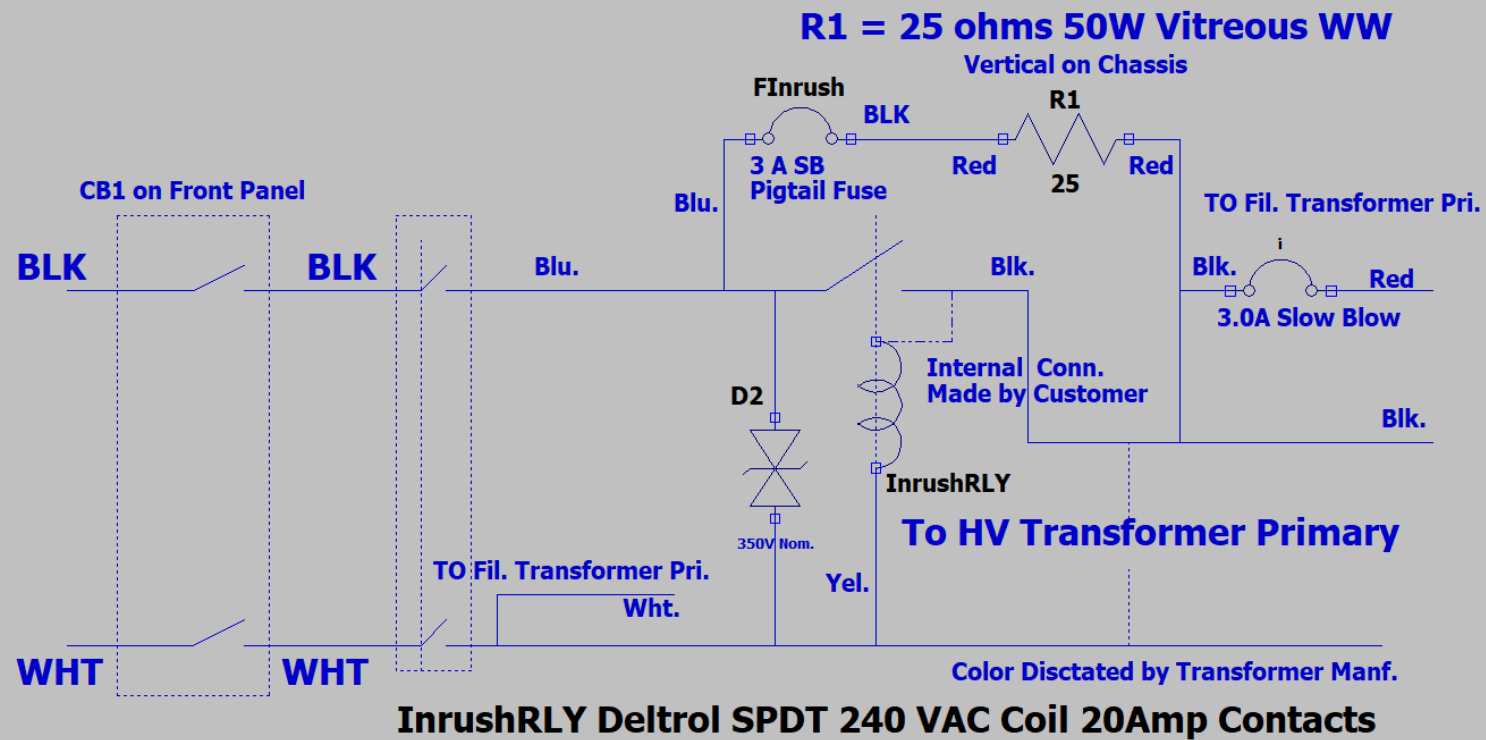 R1 = 25 ohms 50W Vitreous WW
Vertical on Chassis
FInrush
R1
BLK
3 A SB
Pigtail Fuse
Red
Red
25
CB1 on Front Panel
Blu.
TO Fil. Transformer Pri.
i
BLK
BLK
Blu.
Blk.
Blk.
Red
3.0A Slow Blow
Internal Conn.
Made by Customer
D2
Blk.
InrushRLY
350V Nom.
To HV Transformer Primary
TO Fil. Transformer Pri.
Wht.
Yel.
WHT
WHT
Color Disctated by Transformer Manf.
InrushRLY Deltrol SPDT 240 VAC Coil 20Amp Contacts